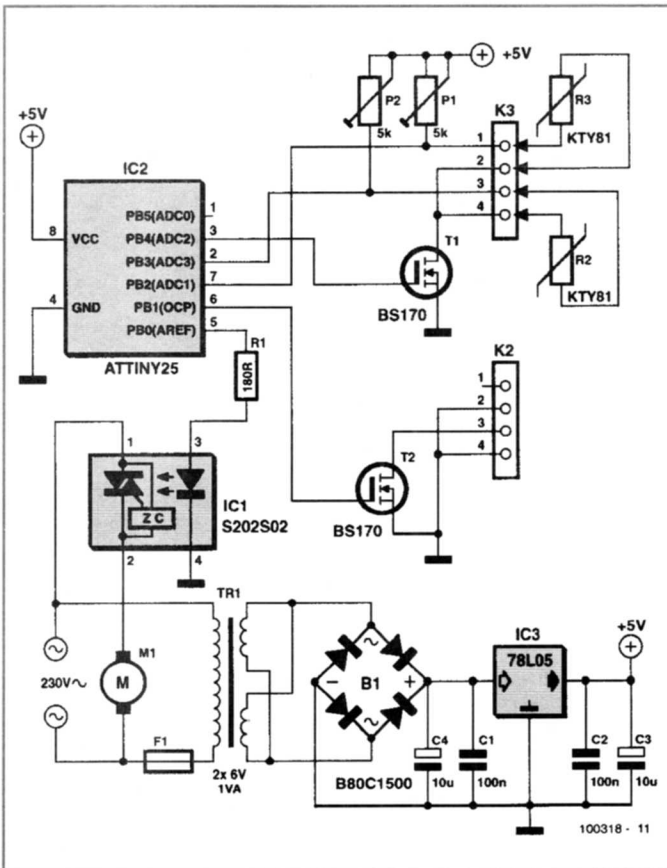 +5V
P2
P1
5k
5k
K3
R3
KTY81
1
2
3
4
R2
KTY81
+5V
IC2
8
VCC
4
GND
PB5(ADC0)
1
PB4(ADC2)
3
PB3(ADC3)
2
PB2(ADC1)
7
PB1(OCP)
6
PB0(AREF)
5
ATTINY25
T1
BS170
R1
180R
K2
1
2
3
4
T2
BS170
1
3
ZC
IC1
S202S02
2
4
TR1
230V~
M1
M
F1
2x 6V
1VA
B1
~
~
−
+
B80C1500
IC3
78L05
+5V
C4
10u
C1
100n
C2
100n
C3
10u
100318 - 11